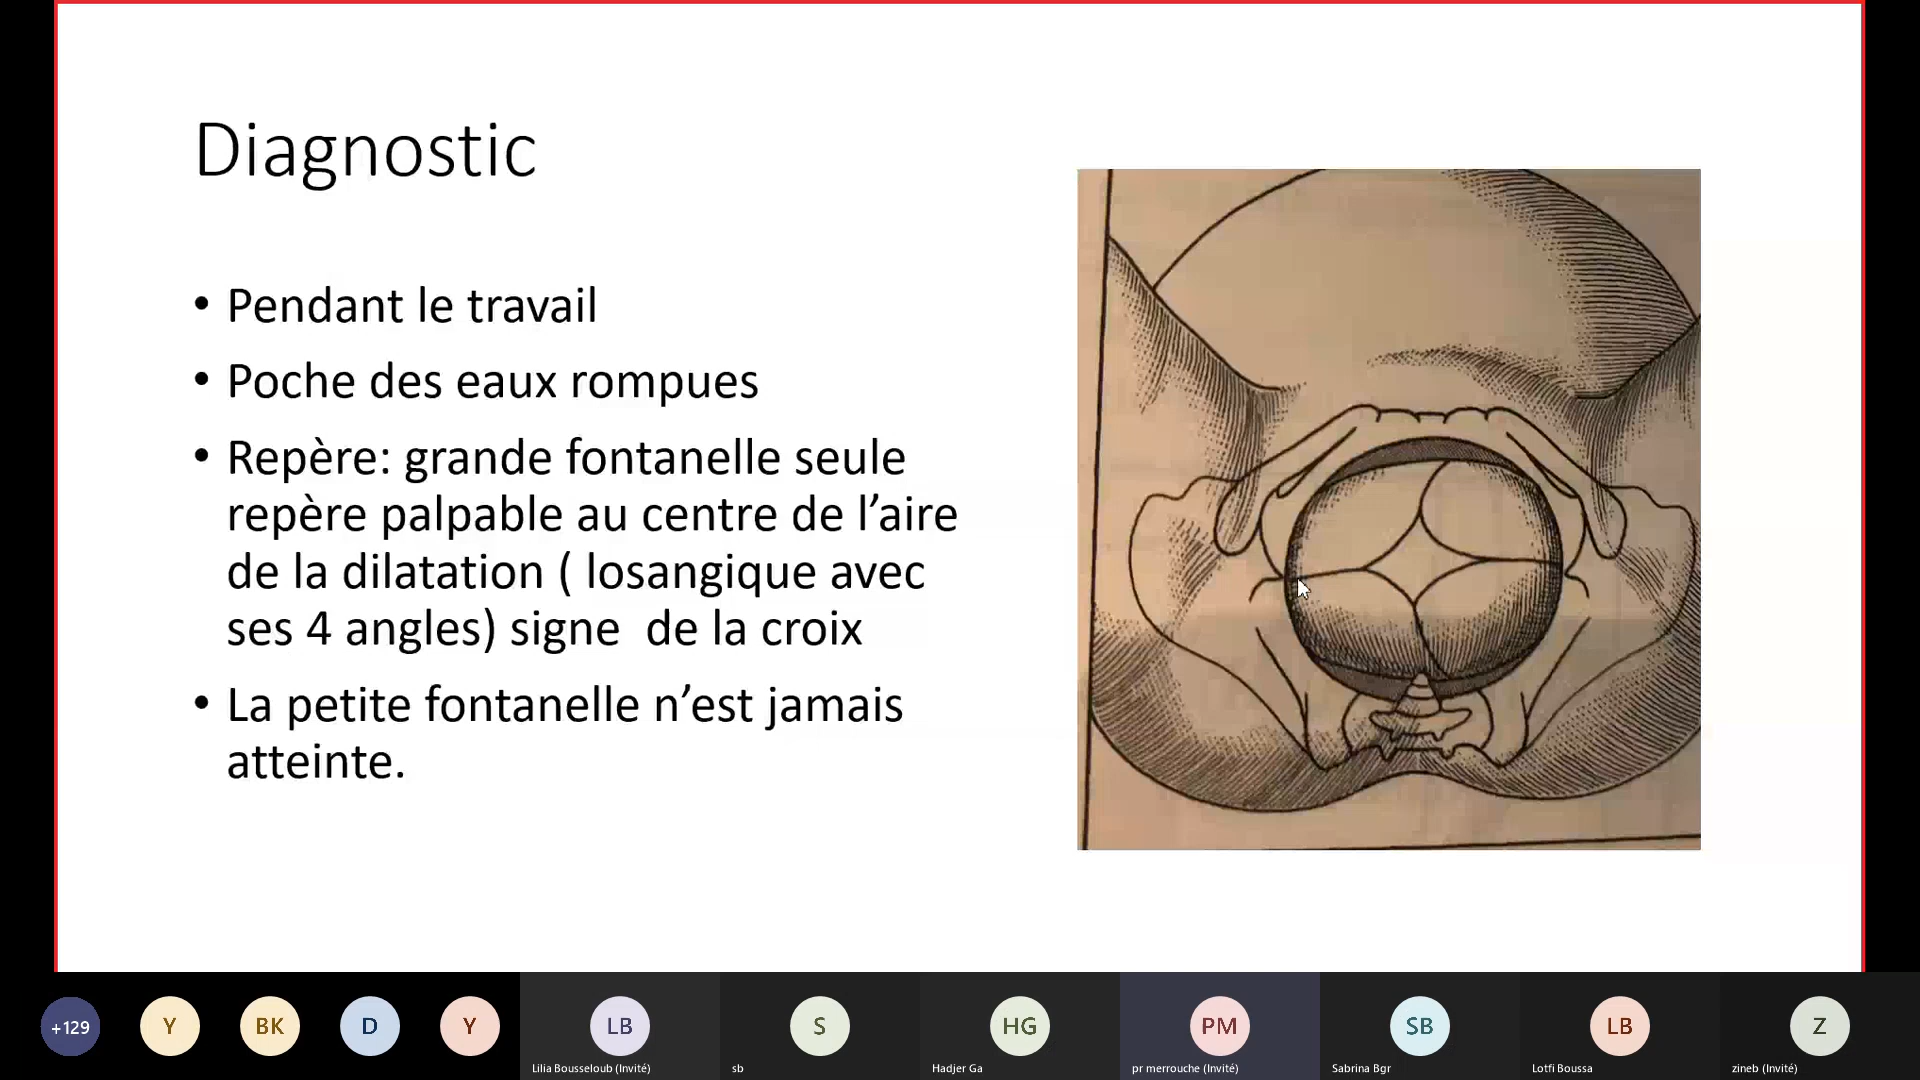 Diagnostic
• Pendant le travail
• Poche des eaux rompues
• Repère: grande fontanelle seule
repère palpable au centre de l’aire
de la dilatation ( losangique avec
ses 4 angles) signe  de la croix
• La petite fontanelle n’est jamais
atteinte.
+129
Y
BK
D
Y
LB
S
HG
PM
SB
LB
Z
Lilia Bousseloub (Invité)
sb
Hadjer Ga
pr merrouche (Invité)
Sabrina Bgr
Lotfi Boussa
zineb (Invité)